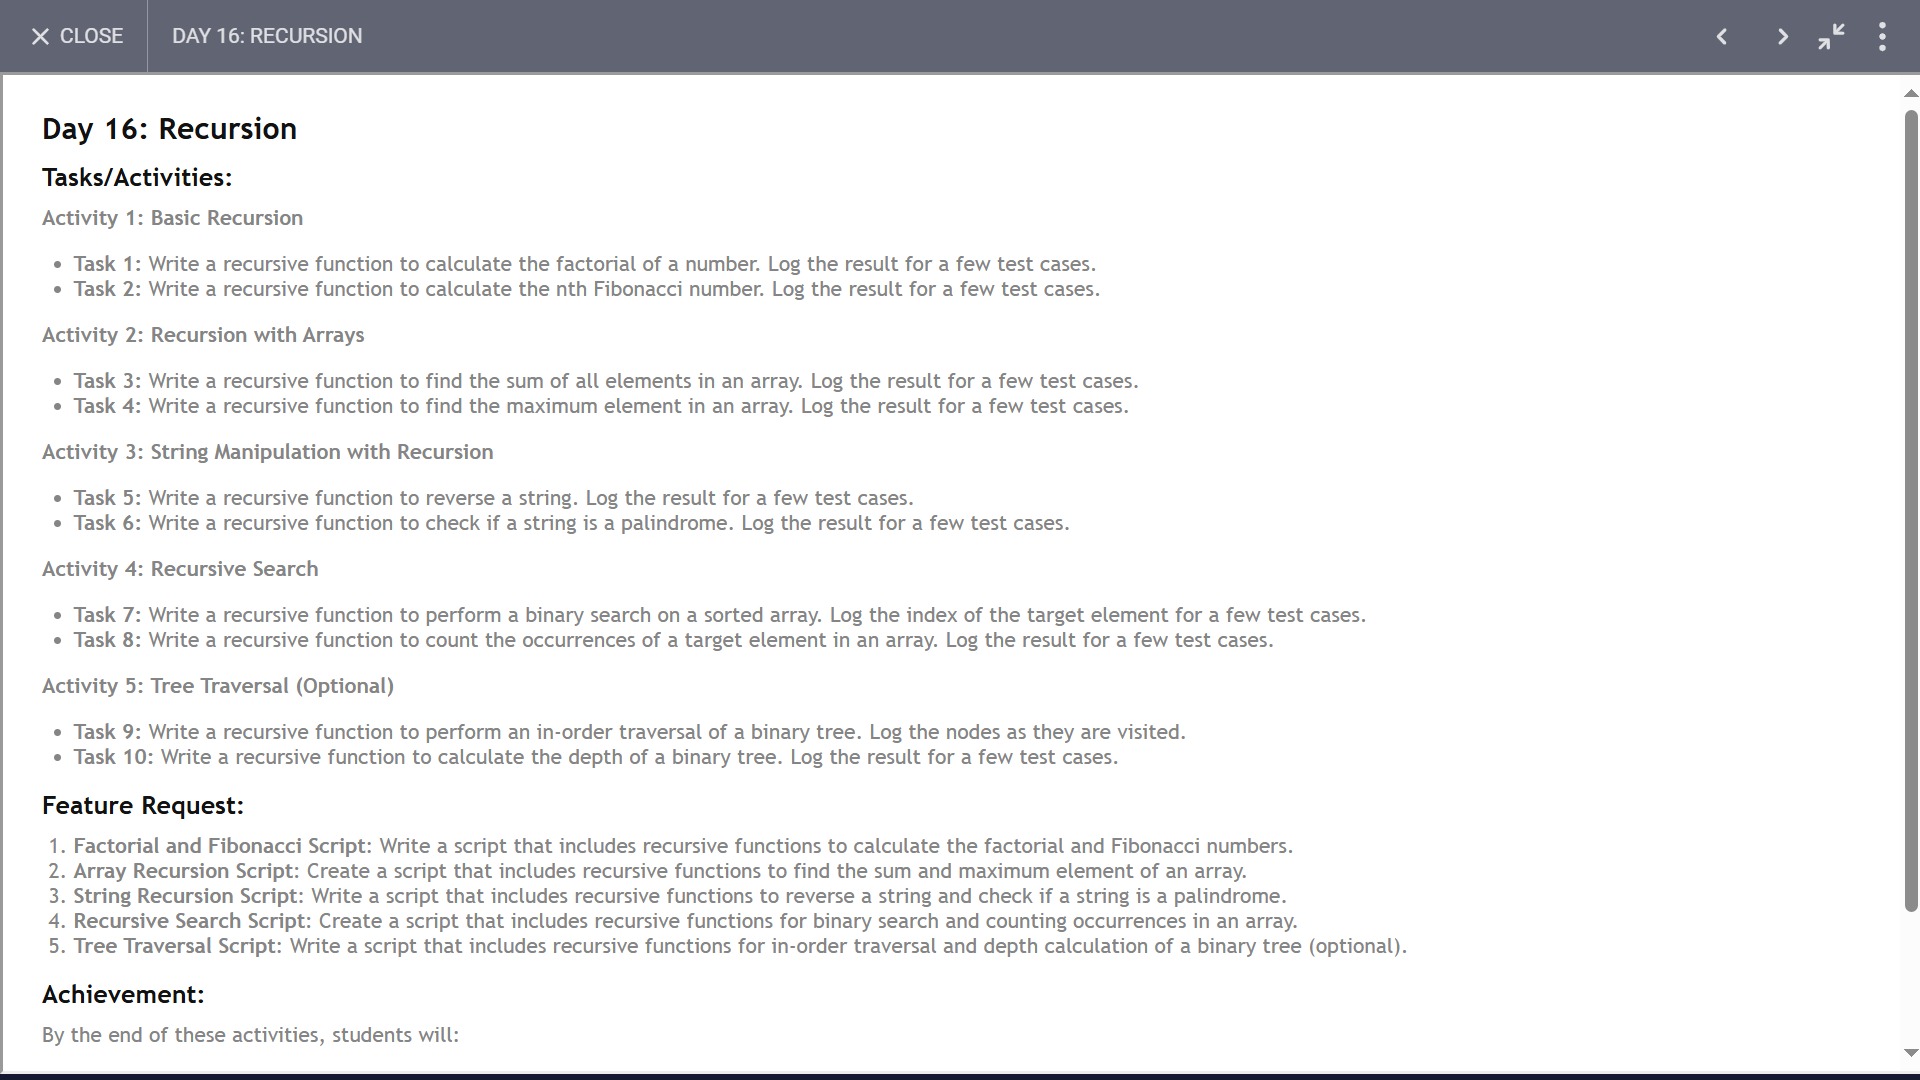 CLOSE
DAY 16: RECURSION
Day 16: Recursion
Tasks/Activities:
Activity 1: Basic Recursion
• Task 1: Write a recursive function to calculate the factorial of a number. Log the result for a few test cases.
• Task 2: Write a recursive function to calculate the nth Fibonacci number. Log the result for a few test cases.
Activity 2: Recursion with Arrays
• Task 3: Write a recursive function to find the sum of all elements in an array. Log the result for a few test cases.
• Task 4: Write a recursive function to find the maximum element in an array. Log the result for a few test cases.
Activity 3: String Manipulation with Recursion
• Task 5: Write a recursive function to reverse a string. Log the result for a few test cases.
• Task 6: Write a recursive function to check if a string is a palindrome. Log the result for a few test cases.
Activity 4: Recursive Search
• Task 7: Write a recursive function to perform a binary search on a sorted array. Log the index of the target element for a few test cases.
• Task 8: Write a recursive function to count the occurrences of a target element in an array. Log the result for a few test cases.
Activity 5: Tree Traversal (Optional)
• Task 9: Write a recursive function to perform an in-order traversal of a binary tree. Log the nodes as they are visited.
• Task 10: Write a recursive function to calculate the depth of a binary tree. Log the result for a few test cases.
Feature Request:
1. Factorial and Fibonacci Script: Write a script that includes recursive functions to calculate the factorial and Fibonacci numbers.
2. Array Recursion Script: Create a script that includes recursive functions to find the sum and maximum element of an array.
3. String Recursion Script: Write a script that includes recursive functions to reverse a string and check if a string is a palindrome.
4. Recursive Search Script: Create a script that includes recursive functions for binary search and counting occurrences in an array.
5. Tree Traversal Script: Write a script that includes recursive functions for in-order traversal and depth calculation of a binary tree (optional).
Achievement:
By the end of these activities, students will: